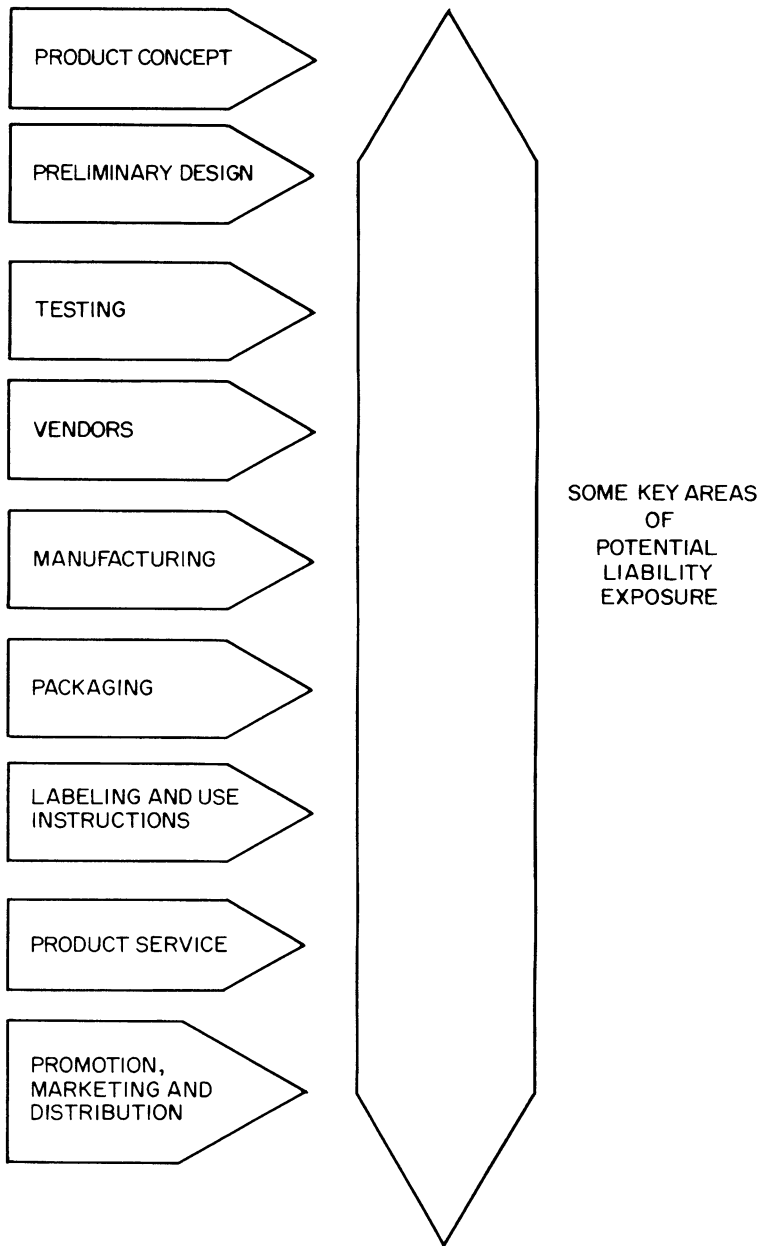 PRODUCT CONCEPT
PRELIMINARY DESIGN
TESTING
VENDORS
MANUFACTURING
PACKAGING
LABELING AND USE
INSTRUCTIONS
PRODUCT SERVICE
PROMOTION,
MARKETING AND
DISTRIBUTION
SOME KEY AREAS
OF
POTENTIAL
LIABILITY
EXPOSURE